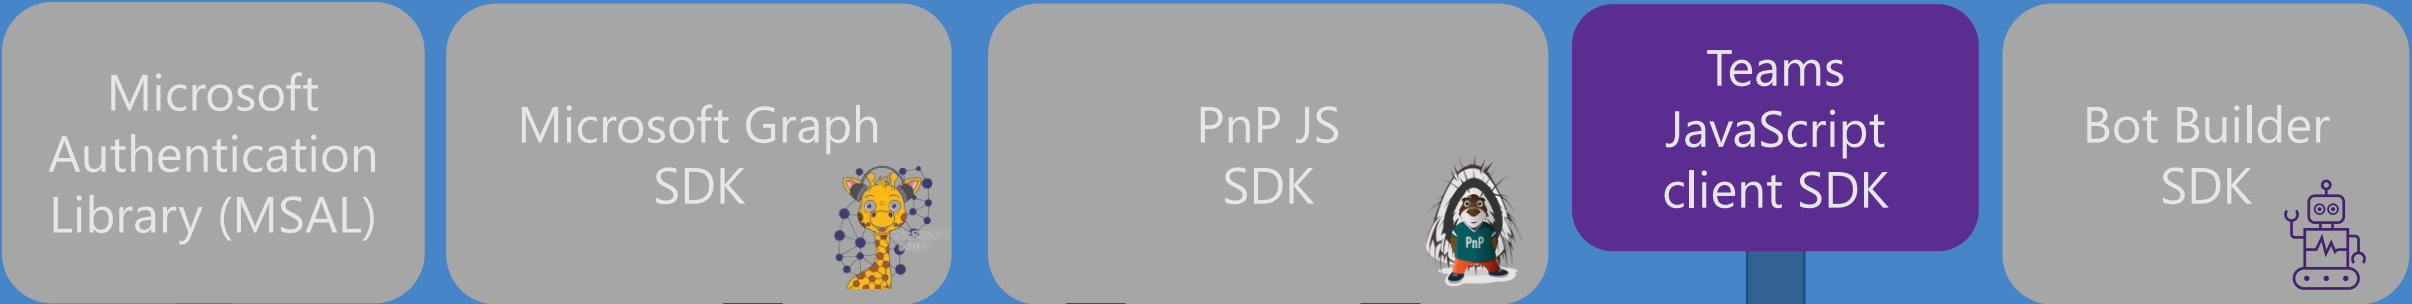 Microsoft
Authentication
Library (MSAL)
Microsoft Graph
SDK
PnP JS
SDK
PnP
Teams
JavaScript
client SDK
Bot Builder
SDK